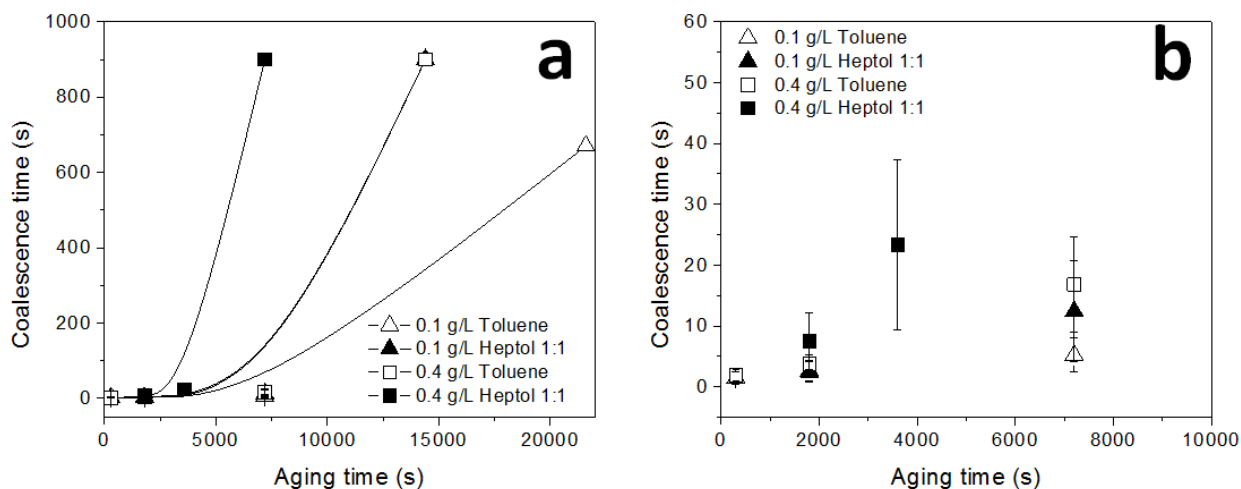 a
1000
800
600
400
200
0
Coalescence time (s)
0.1 g/L Toluene
0.1 g/L Heptol 1:1
0.4 g/L Toluene
0.4 g/L Heptol 1:1
0 5000 10000 15000 20000
Aging time (s)
b
60
50
40
30
20
10
0
Coalescence time (s)
0.1 g/L Toluene
0.1 g/L Heptol 1:1
0.4 g/L Toluene
0.4 g/L Heptol 1:1
0 2000 4000 6000 8000 10000
Aging time (s)